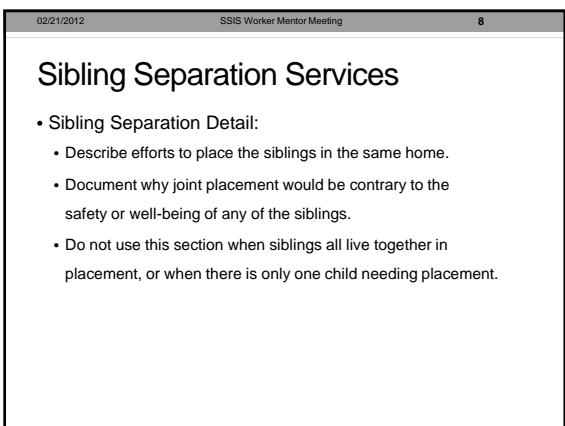 02/21/2012 SSIS Worker Mentor Meeting 8
Sibling Separation Services
• Sibling Separation Detail:
• Describe efforts to place the siblings in the same home.
• Document why joint placement would be contrary to the
safety or well-being of any of the siblings.
• Do not use this section when siblings all live together in
placement, or when there is only one child needing placement.